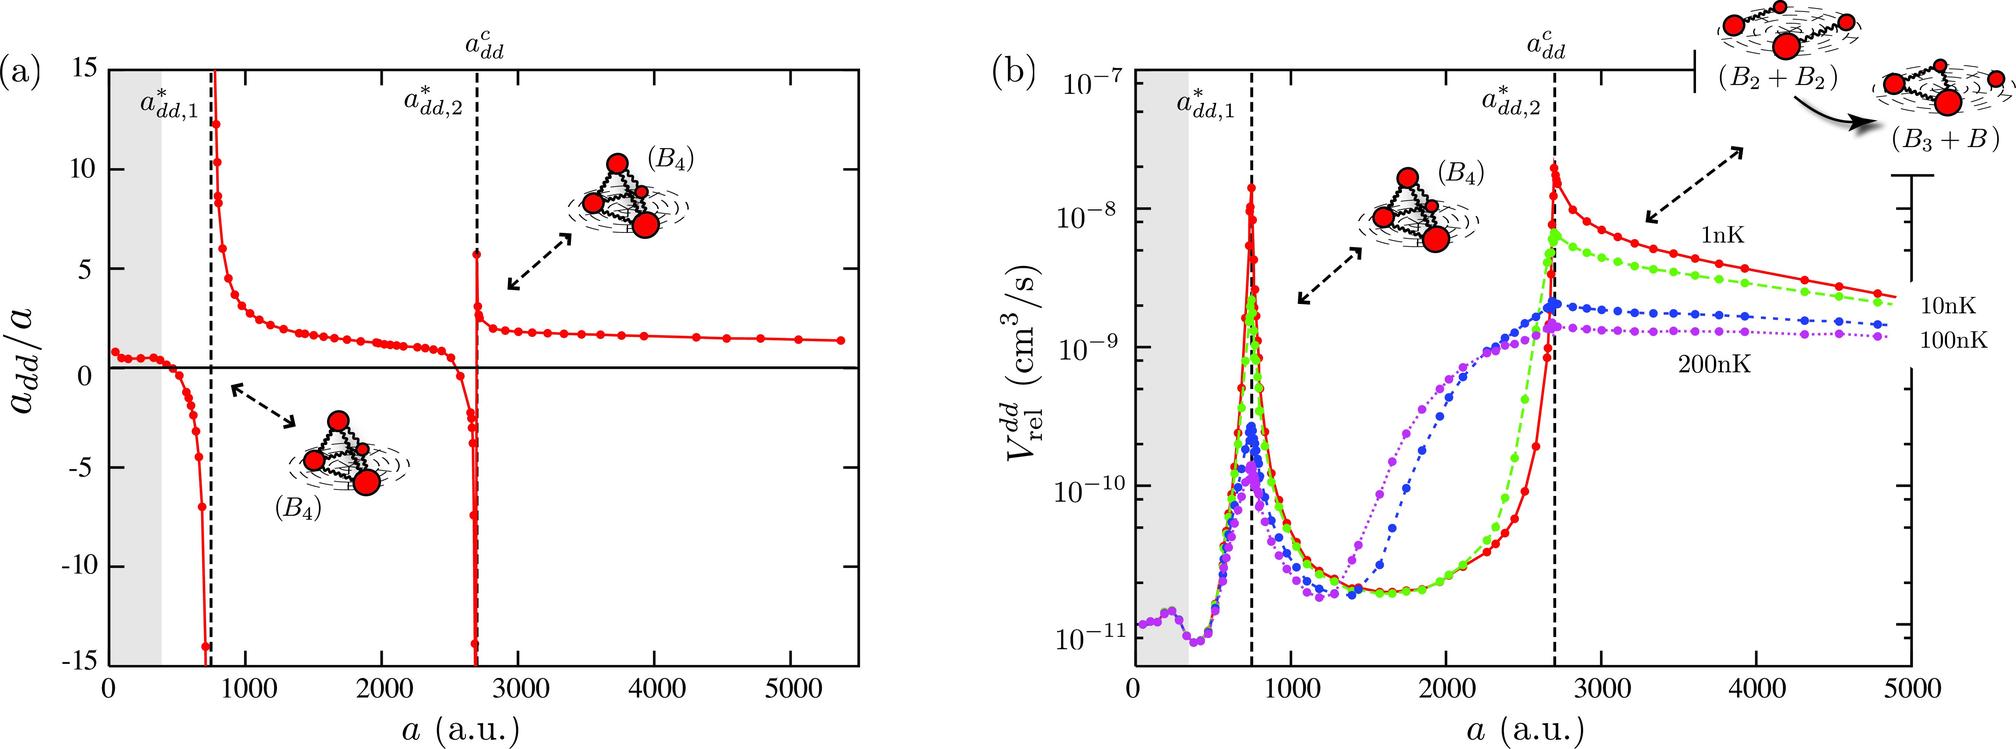 (a)
a^c_dd
a^*_dd,1
a^*_dd,2
(B_4)
(B_4)
a_dd/a
15
10
5
0
-5
-10
-15
0 1000 2000 3000 4000 5000
a (a.u.)
(b)
a^c_dd
a^*_dd,1
a^*_dd,2
(B_2 + B_2)
(B_3 + B)
(B_4)
1nK
10nK
100nK
200nK
V^dd_rel (cm^3/s)
10^−7
10^−8
10^−9
10^−10
10^−11
0 1000 2000 3000 4000 5000
a (a.u.)